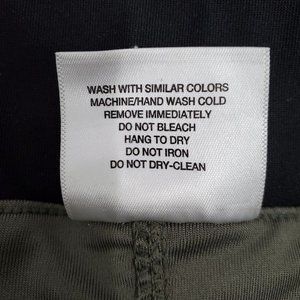 WASH WITH SIMILAR COLORS
MACHINE/HAND WASH COLD
REMOVE IMMEDIATELY
DO NOT BLEACH
HANG TO DRY
DO NOT IRON
DO NOT DRY-CLEAN